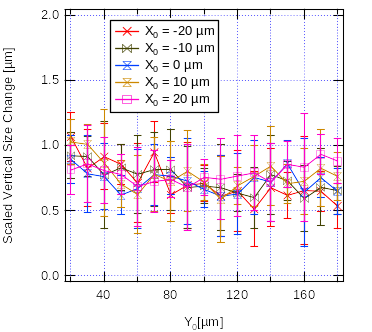 Scaled Vertical Size Change [µm]
2.0
1.5
1.0
0.5
0.0
X₀ = -20 µm
X₀ = -10 µm
X₀ = 0 µm
X₀ = 10 µm
X₀ = 20 µm
40 80 120 160
Y₀[µm]